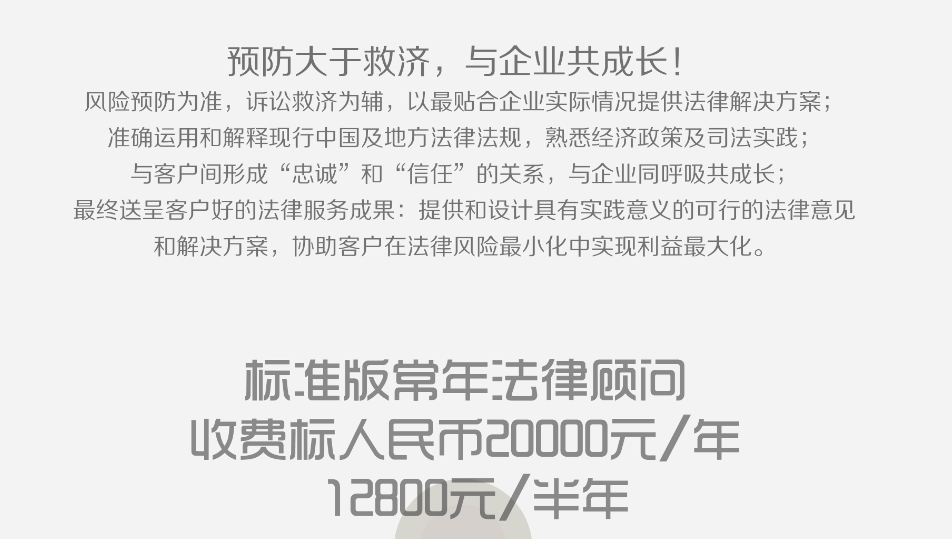 预防大于救济，与企业共成长！
风险预防为准，诉讼救济为辅，以最贴合企业实际情况提供法律解决方案；
准确运用和解释现行中国及地方法律法规，熟悉经济政策及司法实践；
与客户间形成“忠诚”和“信任”的关系，与企业同呼吸共成长；
最终送呈客户好的法律服务成果：提供和设计具有实践意义的可行的法律意见
和解决方案，协助客户在法律风险最小化中实现利益最大化。
标准版常年法律顾问
收费标人民币20000元/年
12800元/半年